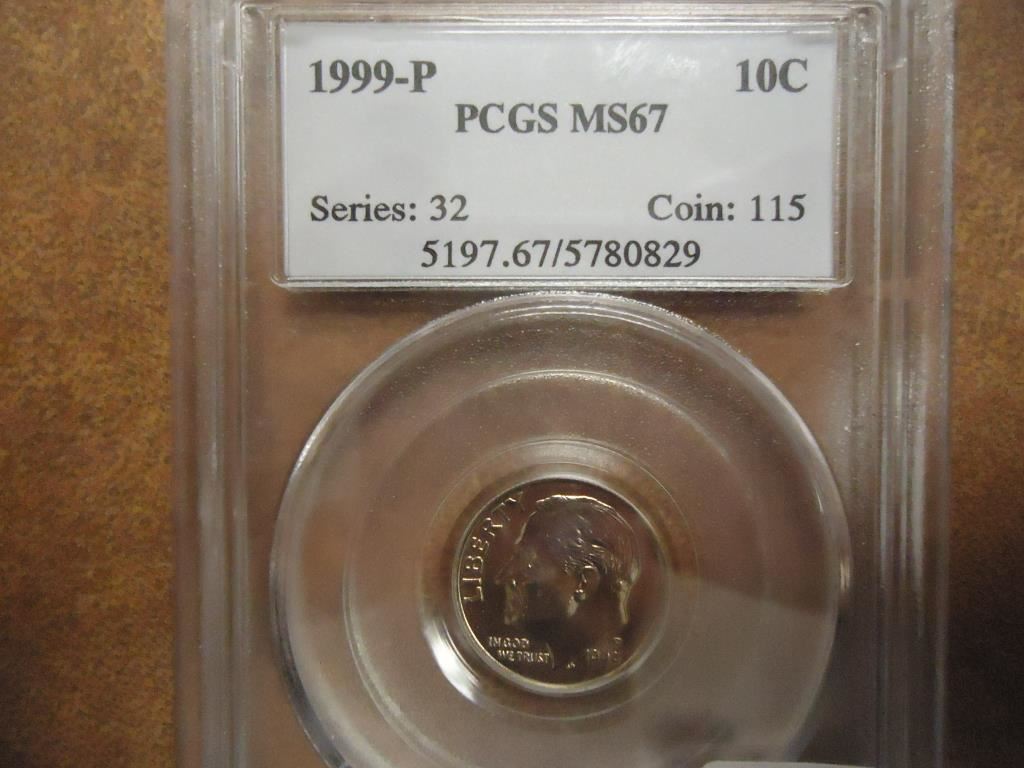 1999-P 10C
PCGS MS67
Series: 32 Coin: 115
5197.67/5780829
LIBERTY
IN GOD
WE TRUST
P